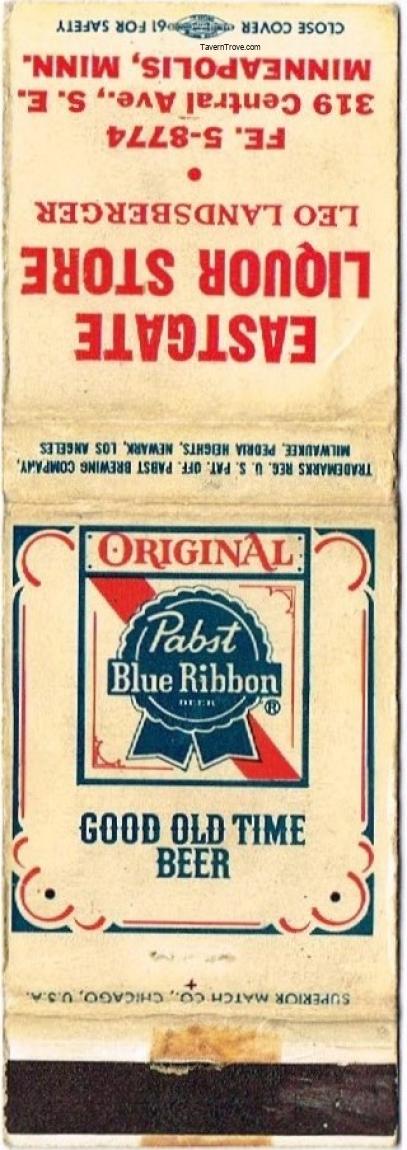 CLOSE COVER FOR SAFETY 61
TavernTrove.com
EASTGATE
LIQUOR STORE
LEO LANDSBERGER
•
FE. 5-8774
319 Central Ave., S. E.
MINNEAPOLIS, MINN.
TRADEMARKS REG. U. S. PAT. OFF. PABST BREWING COMPANY,
MILWAUKEE, PEORIA HEIGHTS, NEWARK, LOS ANGELES
ORIGINAL
Pabst
Blue Ribbon
BEER
®
GOOD OLD TIME
BEER
SUPERIOR MATCH CO., CHICAGO, U.S.A.